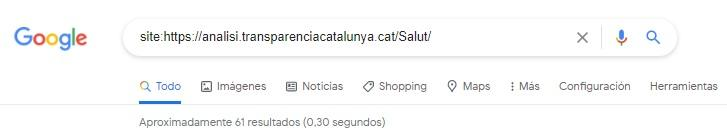 Google site:https://analisi.transparenciacatalunya.cat/Salut/
Todo Imágenes Noticias Shopping Maps Más Configuración Herramientas
Aproximadamente 61 resultados (0,30 segundos)